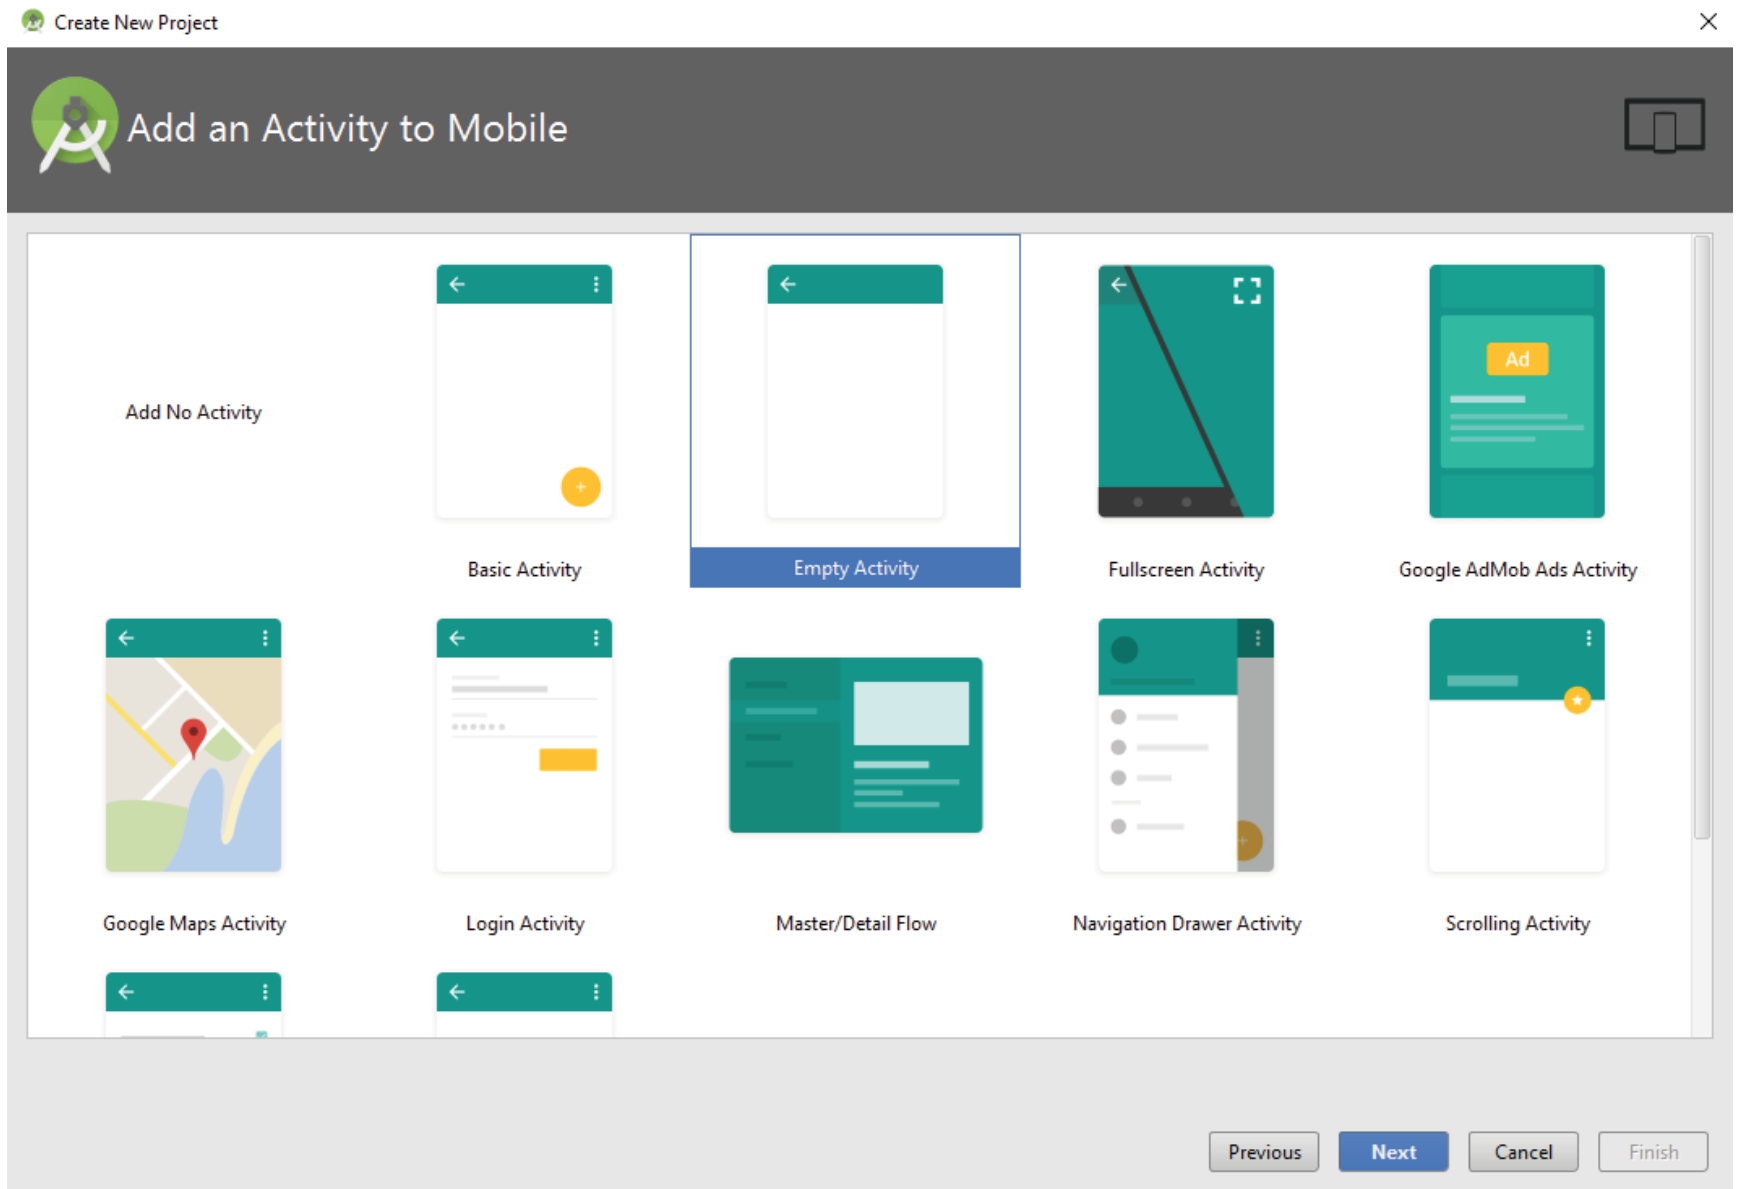 Create New Project
Add an Activity to Mobile
Add No Activity
Basic Activity
Empty Activity
Fullscreen Activity
Ad
Google AdMob Ads Activity
Google Maps Activity
Login Activity
Master/Detail Flow
Navigation Drawer Activity
Scrolling Activity
Previous
Next
Cancel
Finish